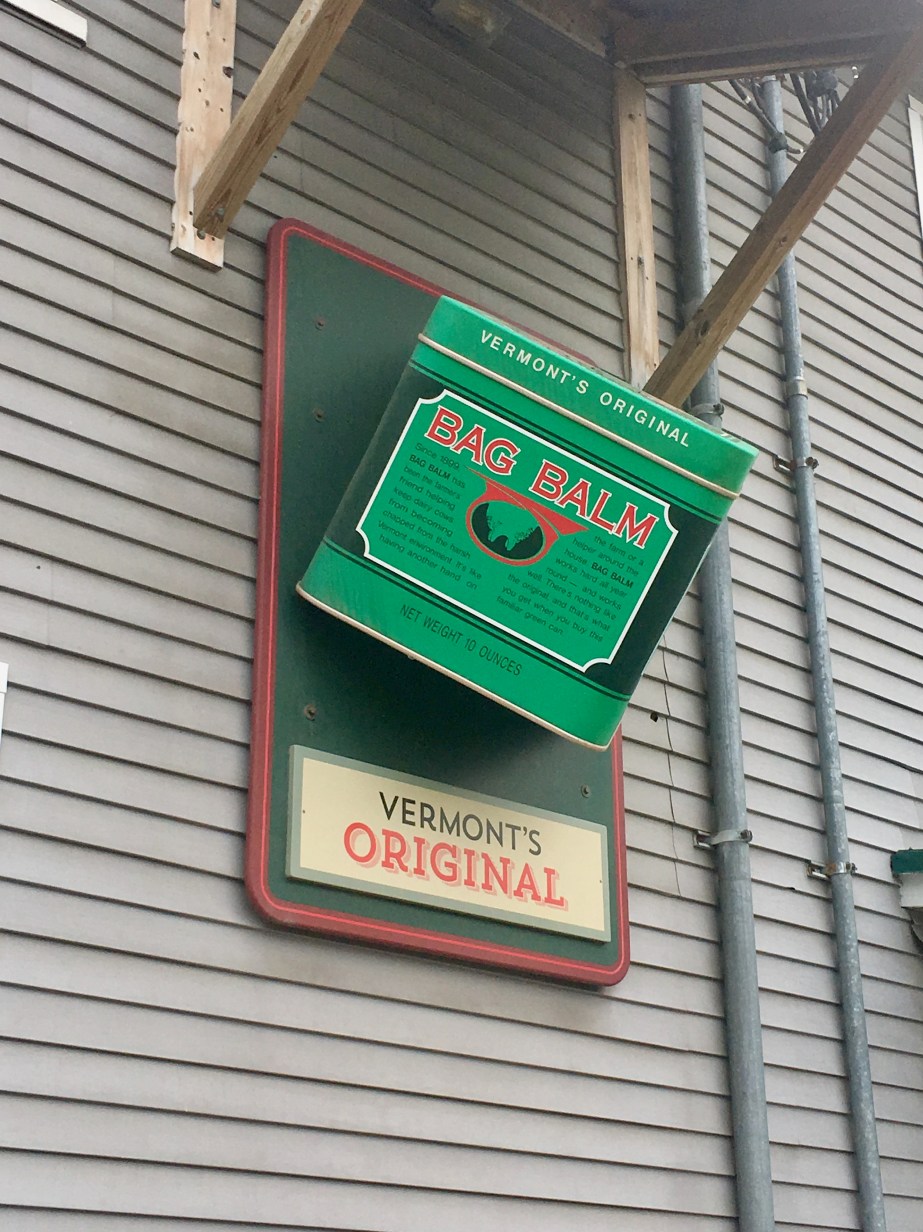 VERMONT'S ORIGINAL
BAG BALM
Since 1899,
BAG BALM has
been the farmers
friend helping
keep dairy cows
from becoming
chapped from the harsh
Vermont environment. It's like
having another hand on
the farm or a
helper around the
house. BAG BALM
works hard all year
'round — and works
well. There's nothing like
the original, and that's what
you get when you buy this
familiar green can.
NET WEIGHT 10 OUNCES
VERMONT'S
ORIGINAL